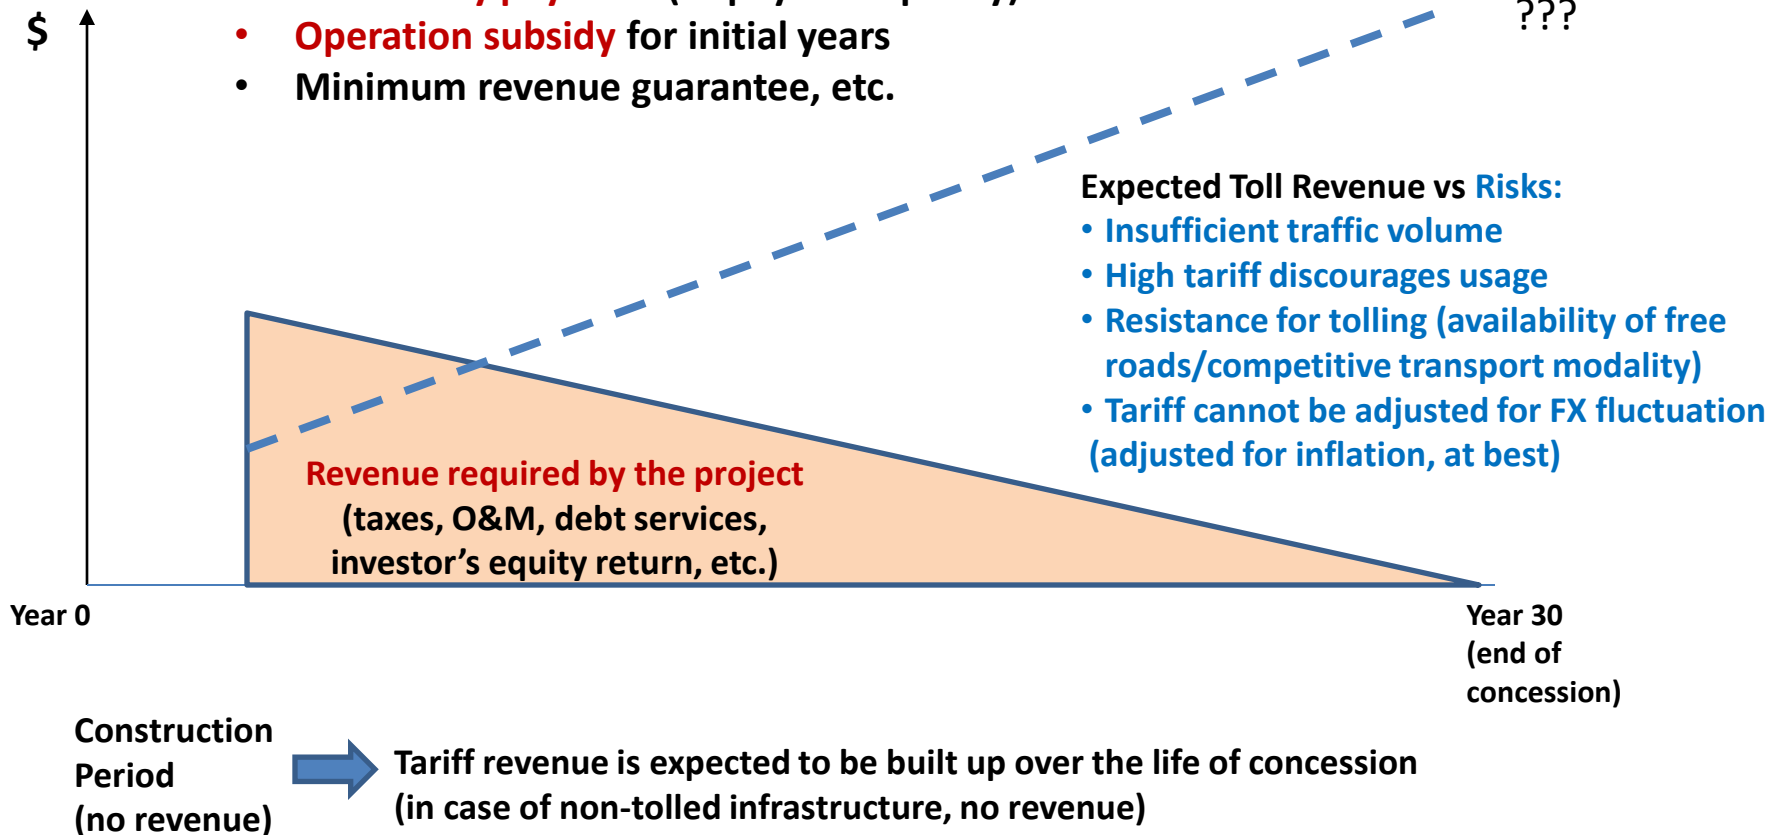 $
???
• Operation subsidy for initial years
• Minimum revenue guarantee, etc.
Expected Toll Revenue vs Risks:
• Insufficient traffic volume
• High tariff discourages usage
• Resistance for tolling (availability of free
roads/competitive transport modality)
• Tariff cannot be adjusted for FX fluctuation
(adjusted for inflation, at best)
Revenue required by the project
(taxes, O&M, debt services,
investor’s equity return, etc.)
Year 0
Year 30
(end of
concession)
Construction
Period
(no revenue)
Tariff revenue is expected to be built up over the life of concession
(in case of non-tolled infrastructure, no revenue)